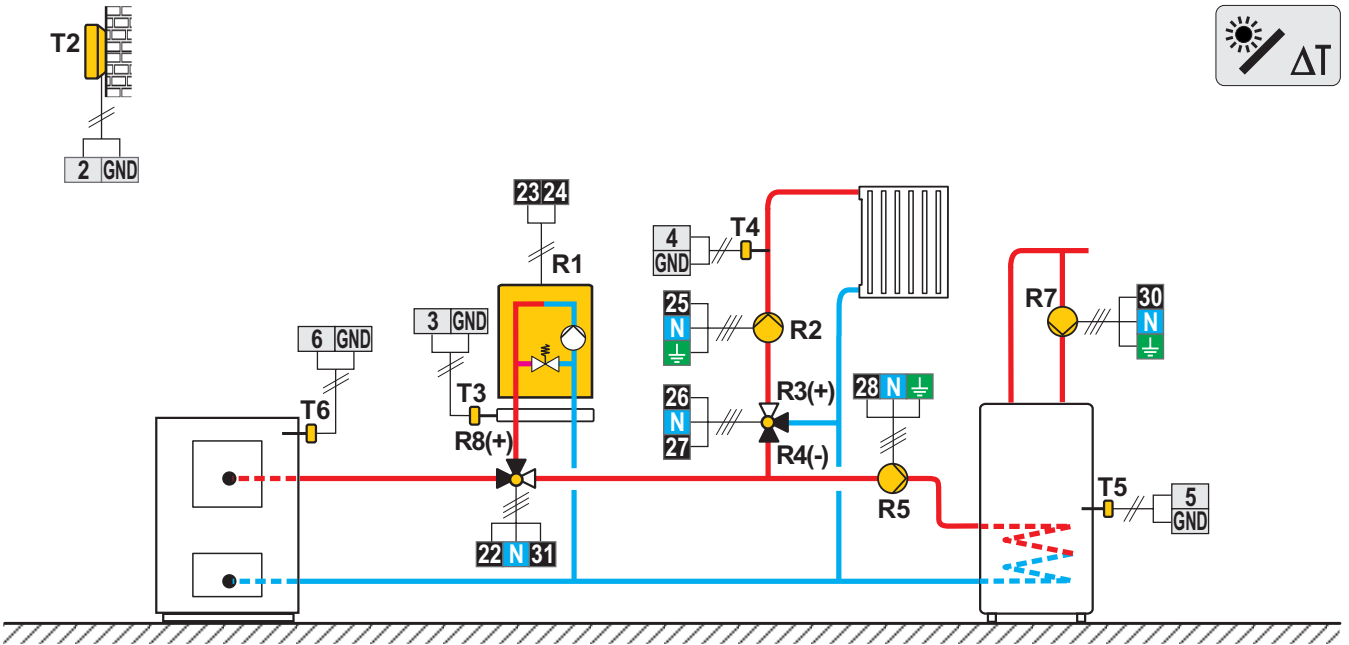 T2
ΔT
2 GND
23 24
R1
4
GND
T4
25
N
R2
R7
30
N
3 GND
6 GND
T3
T6
R8(+)
26
N
27
R3(+)
R4(-)
28 N
R5
T5
5
GND
22 N 31